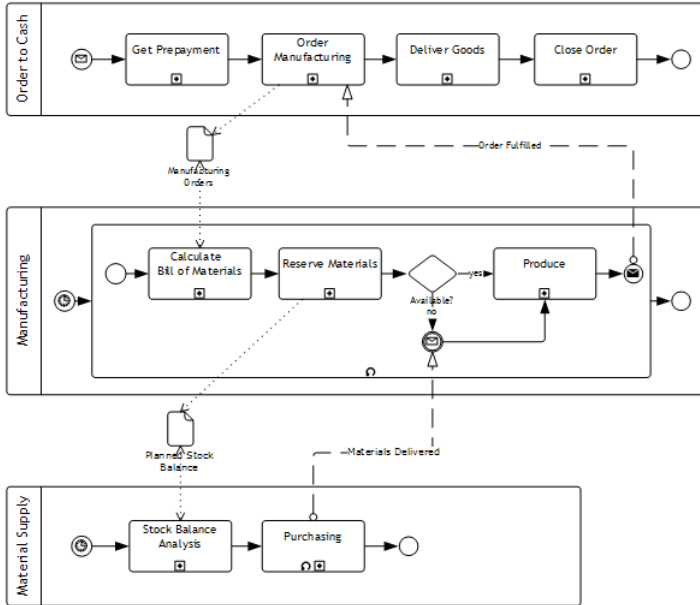 Order to Cash
Get Prepayment
Order
Manufacturing
Deliver Goods
Close Order
Manufacturing
Orders
Order Fulfilled
Manufacturing
Calculate
Bill of Materials
Reserve Materials
Available?
yes
no
Produce
Planned Stock
Balance
Materials Delivered
Material Supply
Stock Balance
Analysis
Purchasing